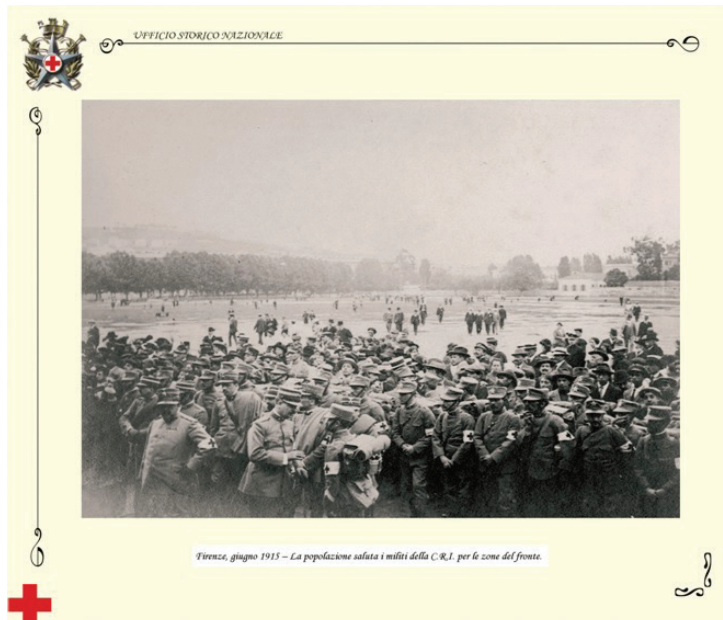 UFFICIO STORICO NAZIONALE
Firenze, giugno 1915 – La popolazione saluta i militi della C.R.I. per le zone del fronte.